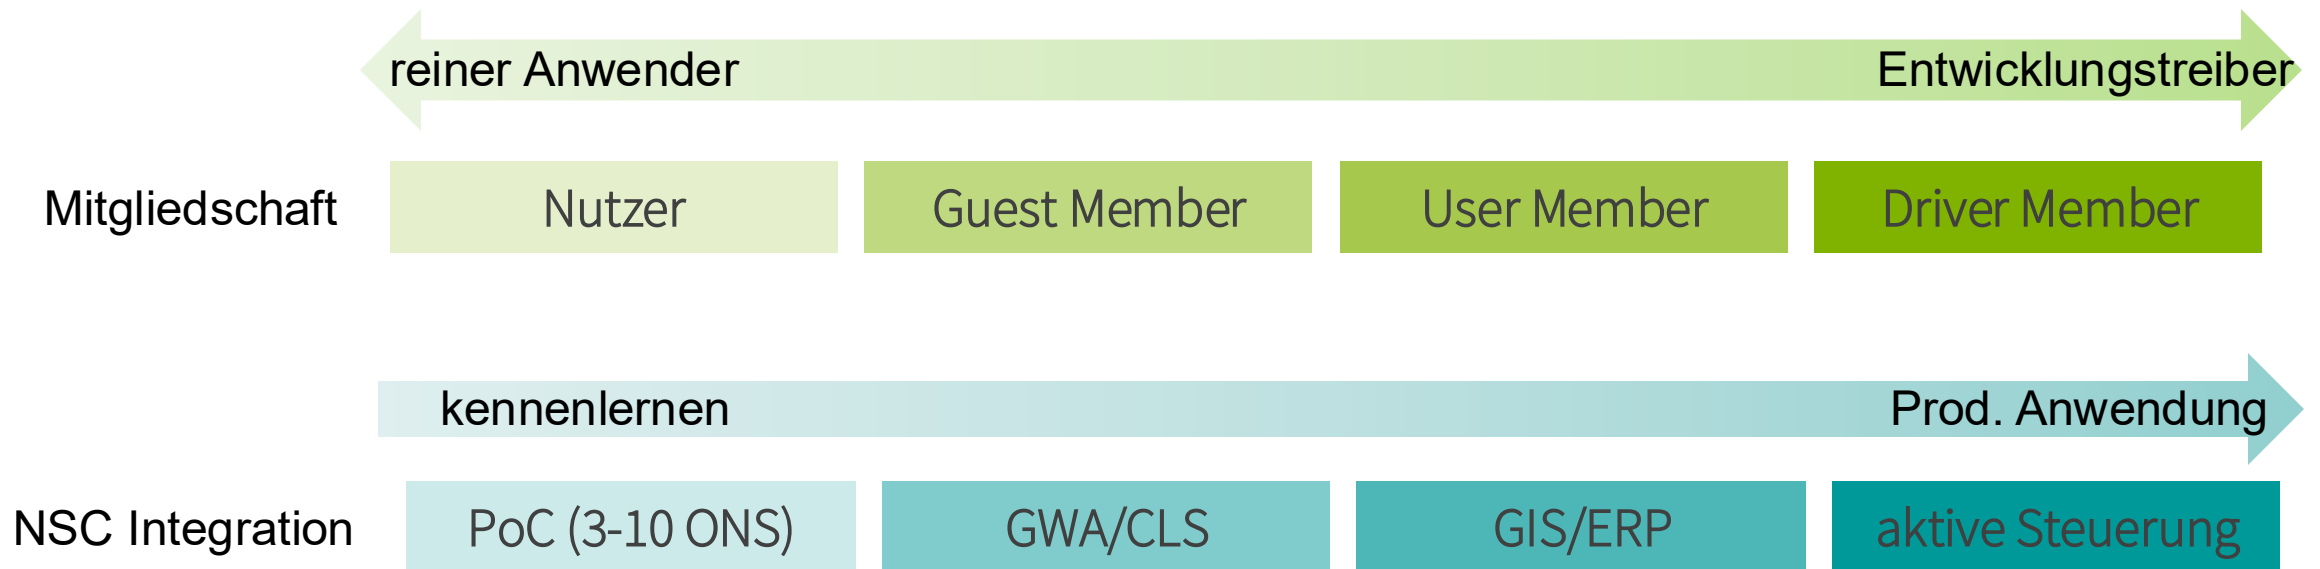 reiner Anwender
Entwicklungstreiber
Mitgliedschaft
Nutzer
Guest Member
User Member
Driver Member
kennenlernen
Prod. Anwendung
NSC Integration
PoC (3-10 ONS)
GWA/CLS
GIS/ERP
aktive Steuerung